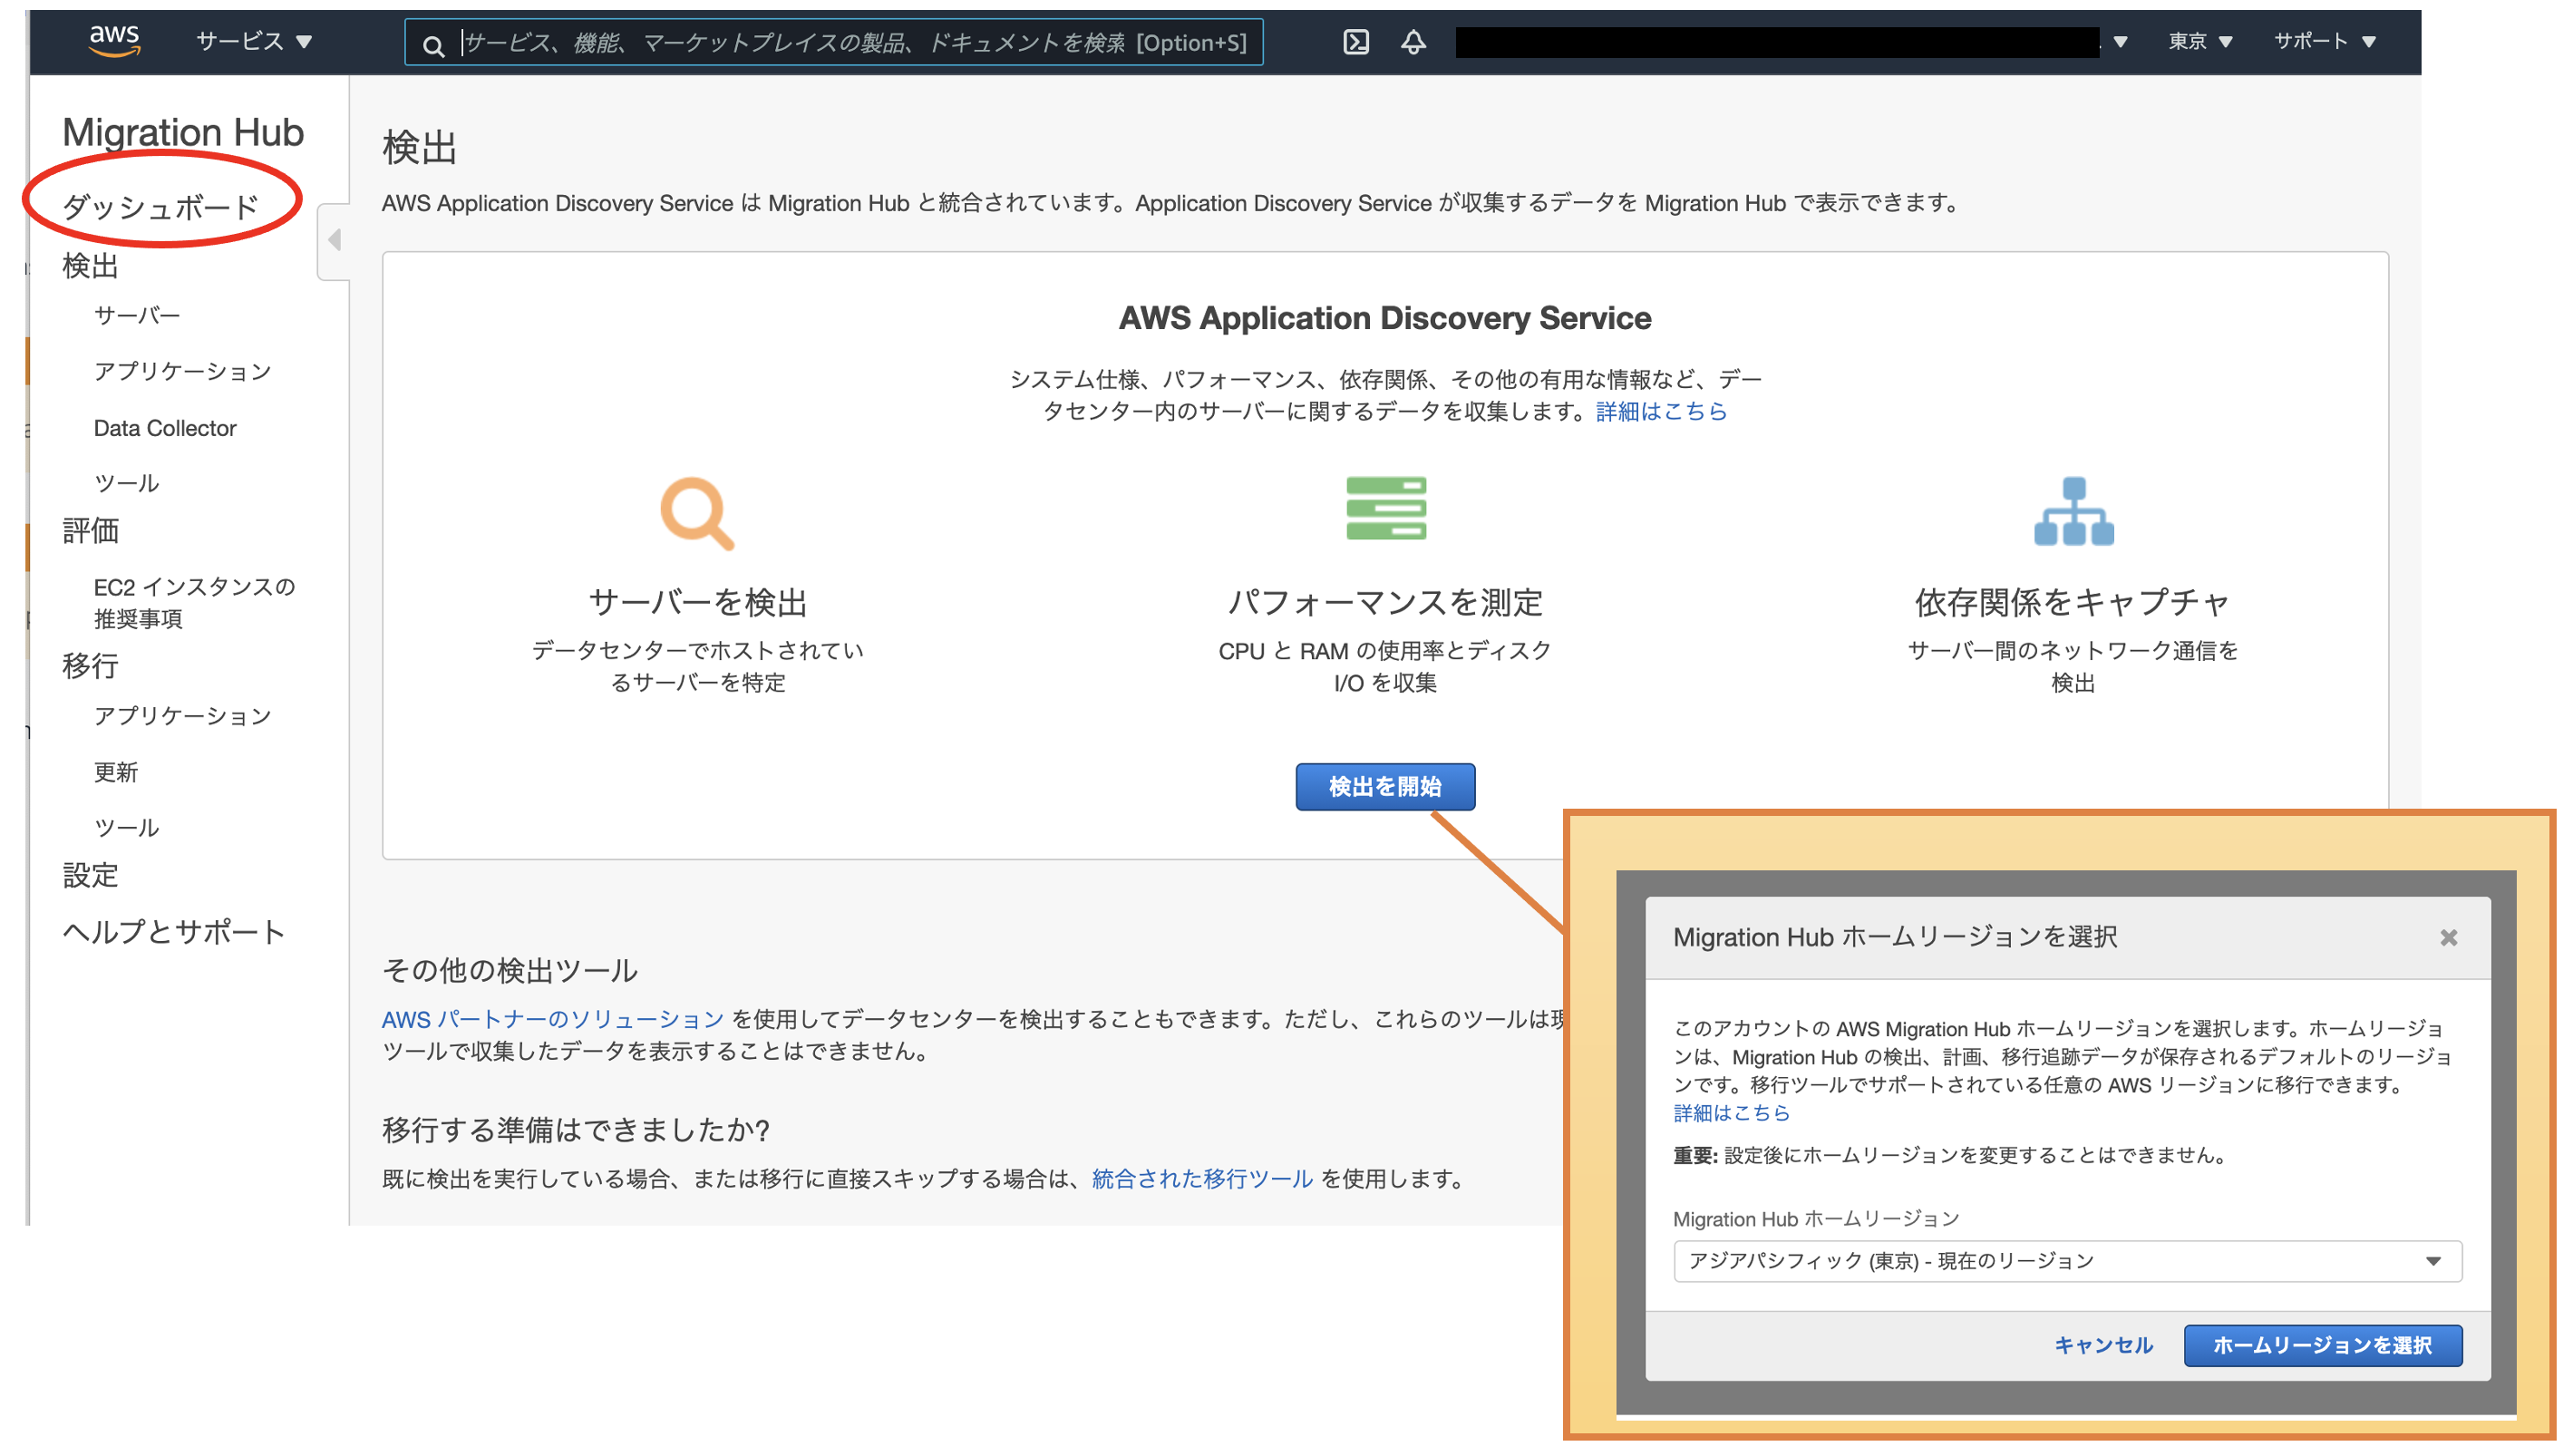 aws
サービス
サービス、機能、マーケットプレイスの製品、ドキュメントを検索 [Option+S]
東京
サポート
Migration Hub
ダッシュボード
検出
サーバー
アプリケーション
Data Collector
ツール
評価
EC2 インスタンスの
推奨事項
移行
アプリケーション
更新
ツール
設定
ヘルプとサポート
検出
AWS Application Discovery Service は Migration Hub と統合されています。Application Discovery Service が収集するデータを Migration Hub で表示できます。
AWS Application Discovery Service
システム仕様、パフォーマンス、依存関係、その他の有用な情報など、デー
タセンター内のサーバーに関するデータを収集します。詳細はこちら
サーバーを検出
データセンターでホストされてい
るサーバーを特定
パフォーマンスを測定
CPU と RAM の使用率とディスク
I/O を収集
依存関係をキャプチャ
サーバー間のネットワーク通信を
検出
検出を開始
その他の検出ツール
AWS パートナーのソリューション を使用してデータセンターを検出することもできます。ただし、これらのツールは
ツールで収集したデータを表示することはできません。
移行する準備はできましたか?
既に検出を実行している場合、または移行に直接スキップする場合は、統合された移行ツール を使用します。
Migration Hub ホームリージョンを選択
このアカウントの AWS Migration Hub ホームリージョンを選択します。ホームリージョ
ンは、Migration Hub の検出、計画、移行追跡データが保存されるデフォルトのリージョ
ンです。移行ツールでサポートされている任意の AWS リージョンに移行できます。
詳細はこちら
重要: 設定後にホームリージョンを変更することはできません。
Migration Hub ホームリージョン
アジアパシフィック (東京) - 現在のリージョン
キャンセル
ホームリージョンを選択